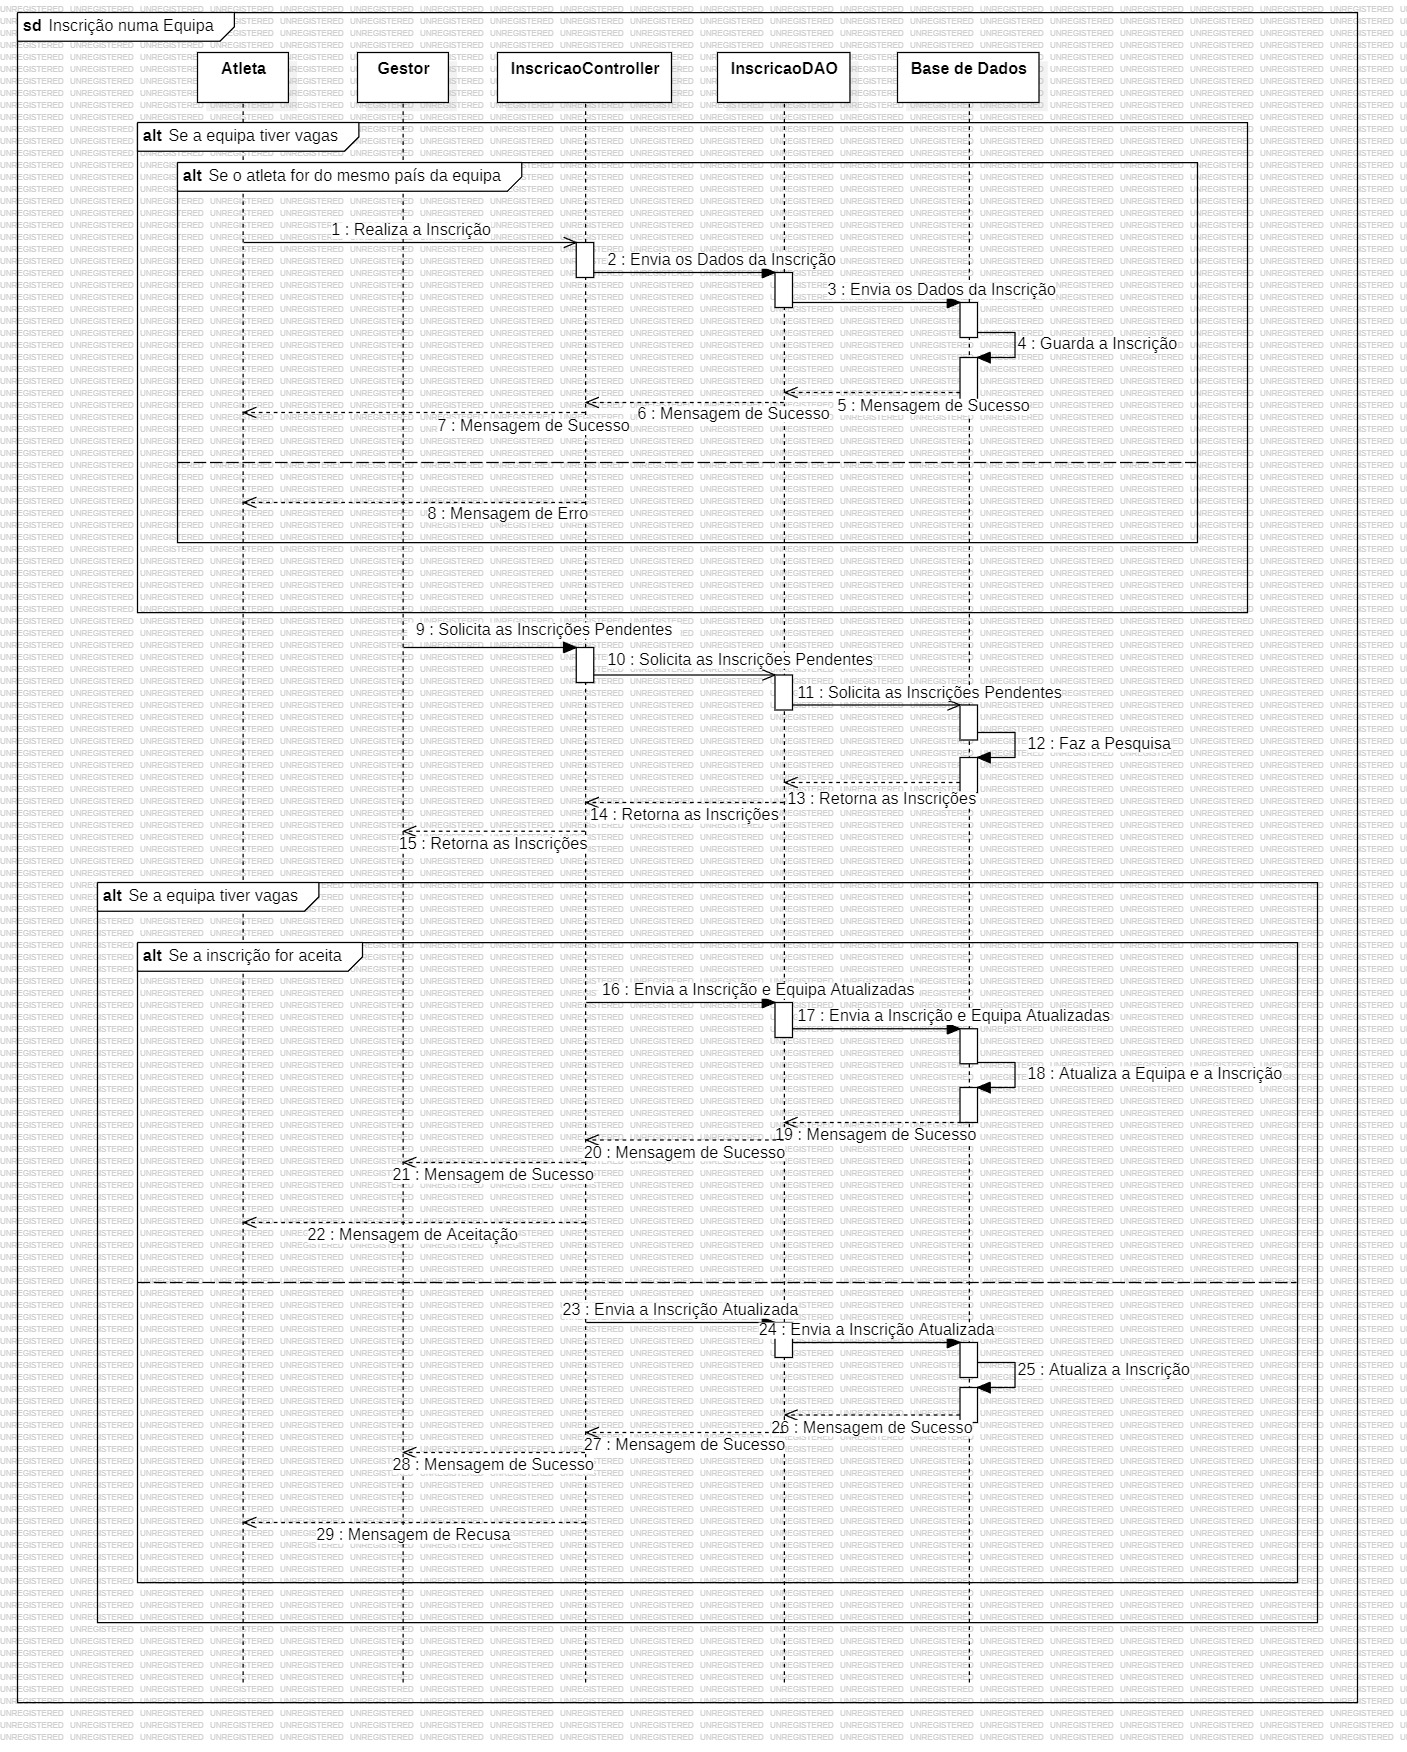 sd Inscrição numa Equipa
Atleta
Gestor
InscricaoController
InscricaoDAO
Base de Dados
alt Se a equipa tiver vagas
alt Se o atleta for do mesmo país da equipa
1 : Realiza a Inscrição
2 : Envia os Dados da Inscrição
3 : Envia os Dados da Inscrição
4 : Guarda a Inscrição
5 : Mensagem de Sucesso
6 : Mensagem de Sucesso
7 : Mensagem de Sucesso
8 : Mensagem de Erro
9 : Solicita as Inscrições Pendentes
10 : Solicita as Inscrições Pendentes
11 : Solicita as Inscrições Pendentes
12 : Faz a Pesquisa
13 : Retorna as Inscrições
14 : Retorna as Inscrições
15 : Retorna as Inscrições
alt Se a equipa tiver vagas
alt Se a inscrição for aceita
16 : Envia a Inscrição e Equipa Atualizadas
17 : Envia a Inscrição e Equipa Atualizadas
18 : Atualiza a Equipa e a Inscrição
19 : Mensagem de Sucesso
20 : Mensagem de Sucesso
21 : Mensagem de Sucesso
22 : Mensagem de Aceitação
23 : Envia a Inscrição Atualizada
24 : Envia a Inscrição Atualizada
25 : Atualiza a Inscrição
26 : Mensagem de Sucesso
27 : Mensagem de Sucesso
28 : Mensagem de Sucesso
29 : Mensagem de Recusa
UNREGISTERED